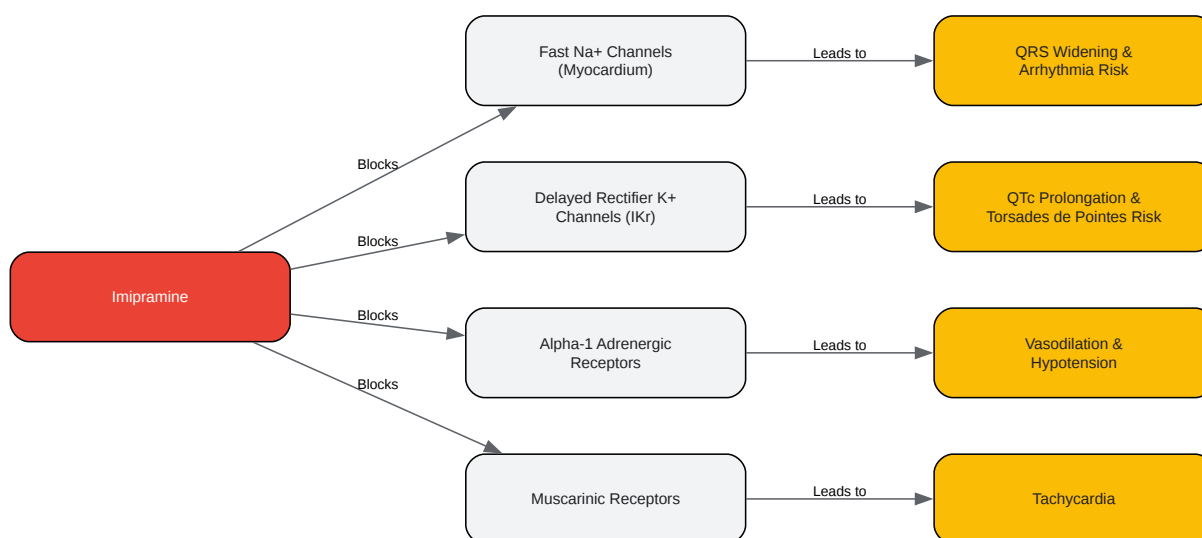 Fast Na+ Channels
(Myocardium)
Leads to
QRS Widening &
Arrhythmia Risk
Blocks
Delayed Rectifier K+
Channels (IKr)
Leads to
QTc Prolongation &
Torsades de Pointes Risk
Blocks
Imipramine
Blocks
Alpha-1 Adrenergic
Receptors
Leads to
Vasodilation &
Hypotension
Blocks
Muscarinic Receptors
Leads to
Tachycardia